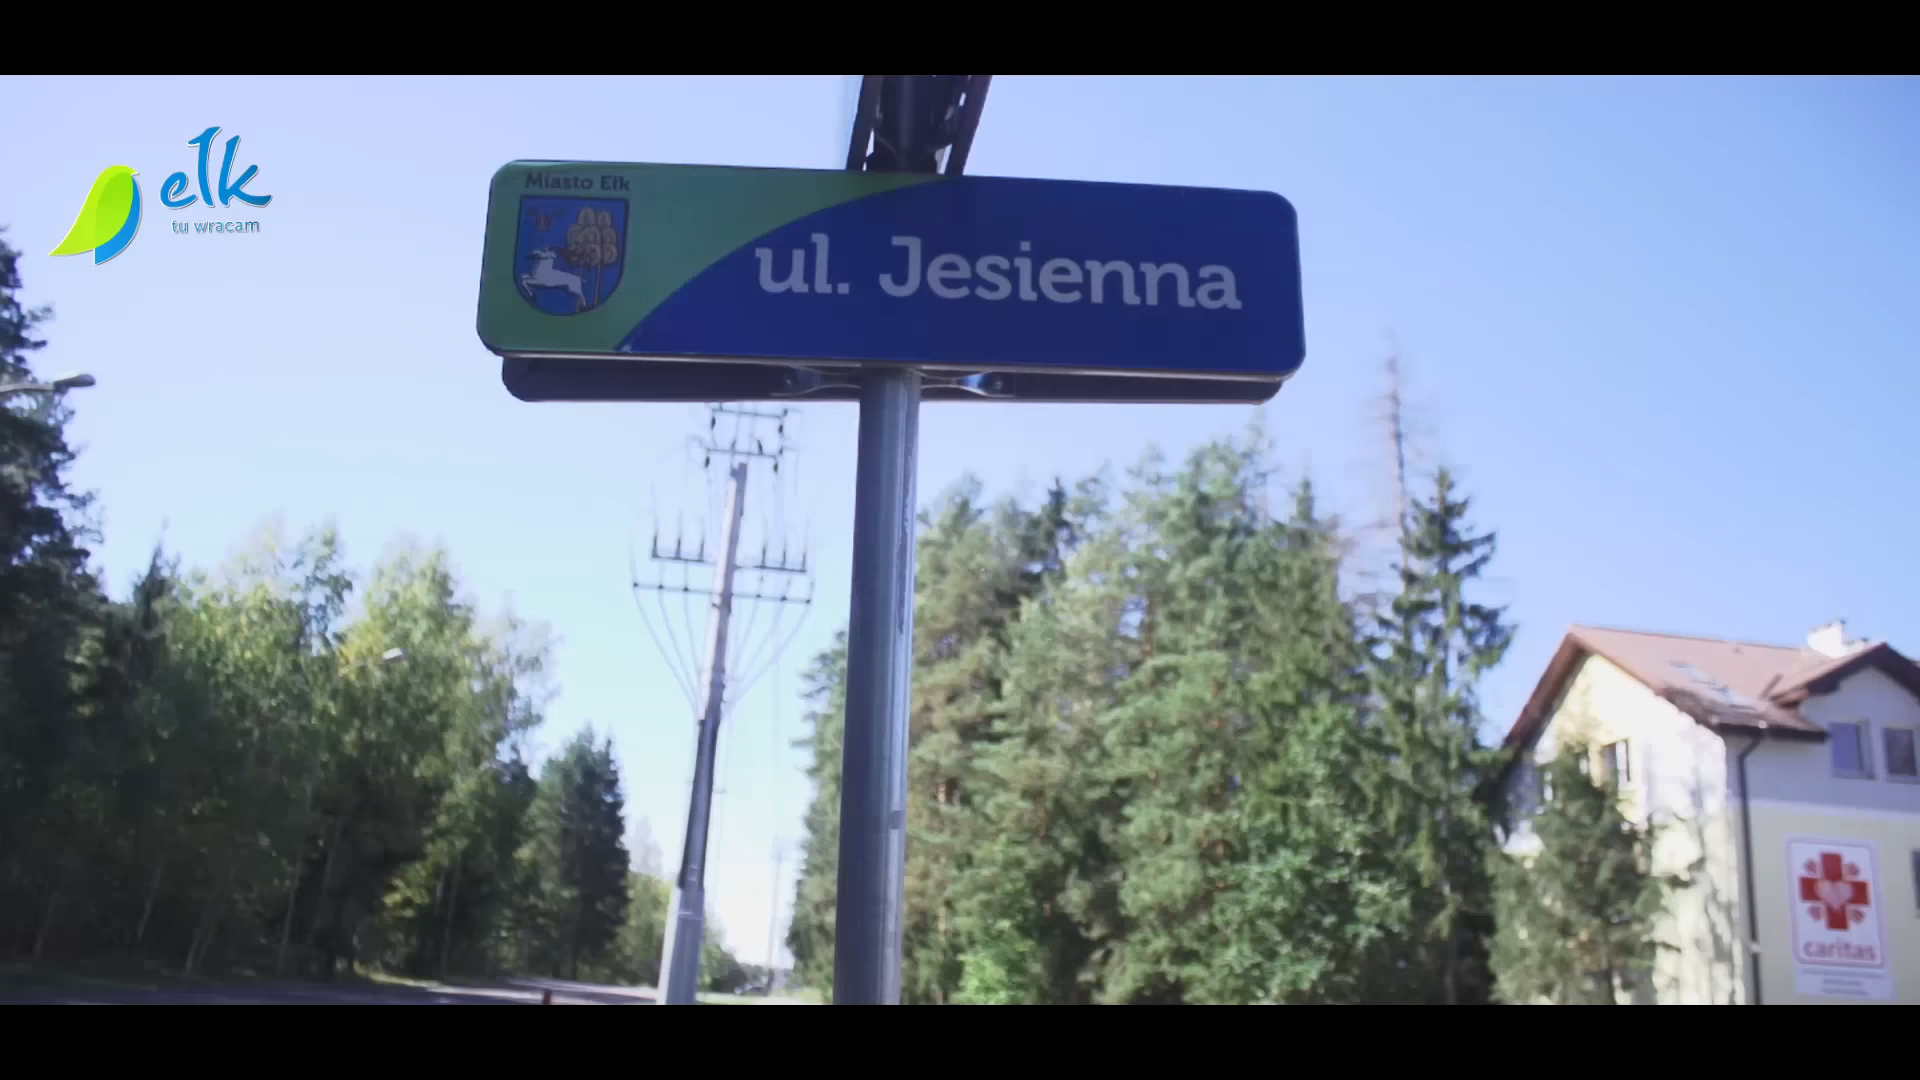 ełk
tu wracam
Miasto Ełk
ul. Jesienna
caritas